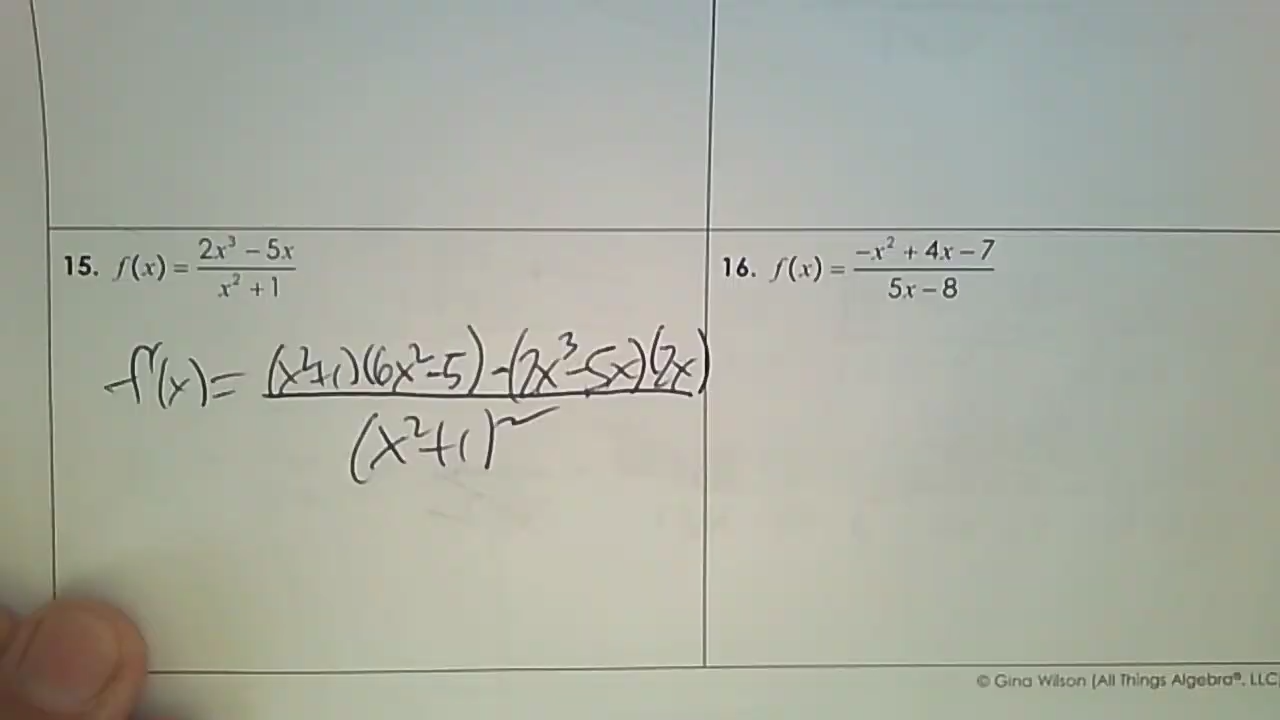 15. f(x) = (2x³ − 5x)/(x² + 1)
f'(x) = ((x²+1)(6x²-5) - (2x³-5x)(2x))/(x²+1)²
16. f(x) = (−x² + 4x − 7)/(5x − 8)
© Gina Wilson (All Things Algebra®, LLC